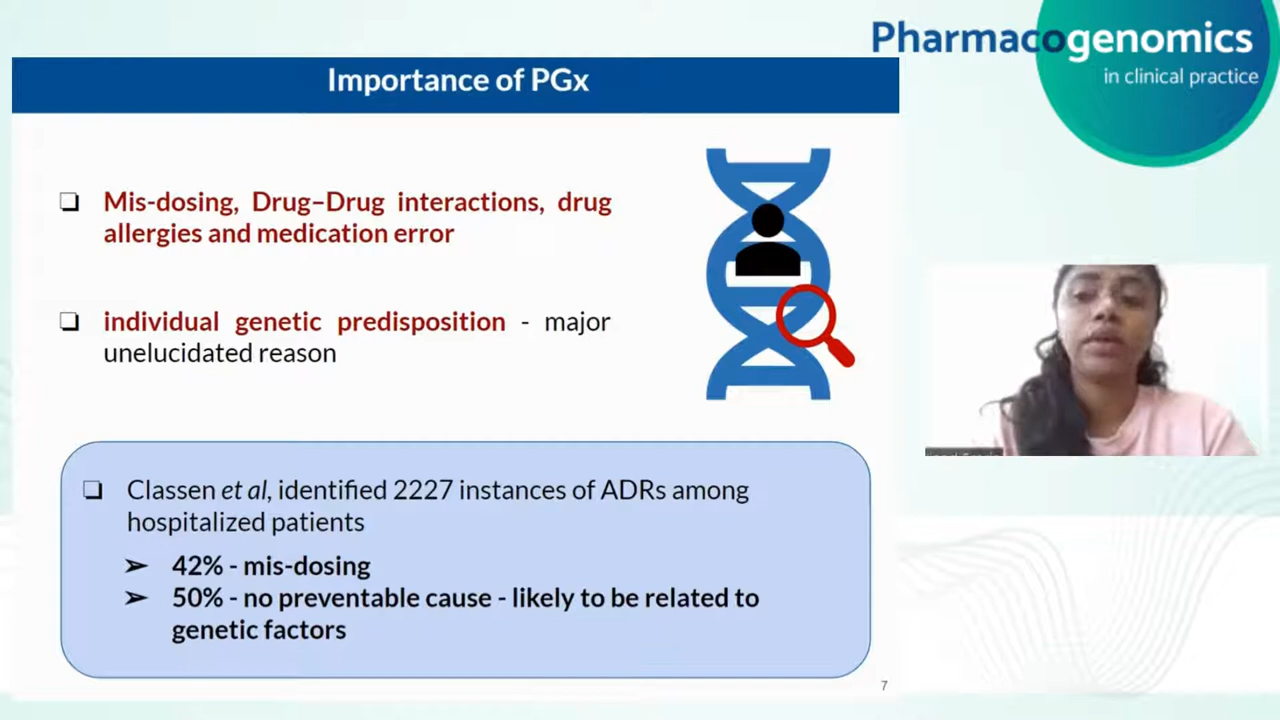 Pharmacogenomics
in clinical practice
Importance of PGx
❑ Mis-dosing, Drug–Drug interactions, drug
allergies and medication error
❑ individual genetic predisposition - major
unelucidated reason
❑ Classen et al, identified 2227 instances of ADRs among
hospitalized patients
➢ 42% - mis-dosing
➢ 50% - no preventable cause - likely to be related to
genetic factors
7